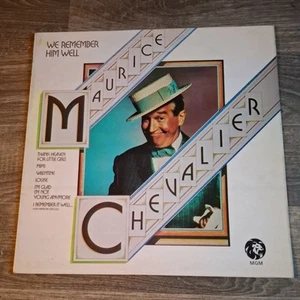 WE REMEMBER
HIM WELL
MAURICE
CHEVALIER
THANK HEAVEN
FOR LITTLE GIRLS
MIMI
VALENTINE
LOUISE
I'M GLAD
I'M NOT
YOUNG ANYMORE
I REMEMBER IT WELL
MGM